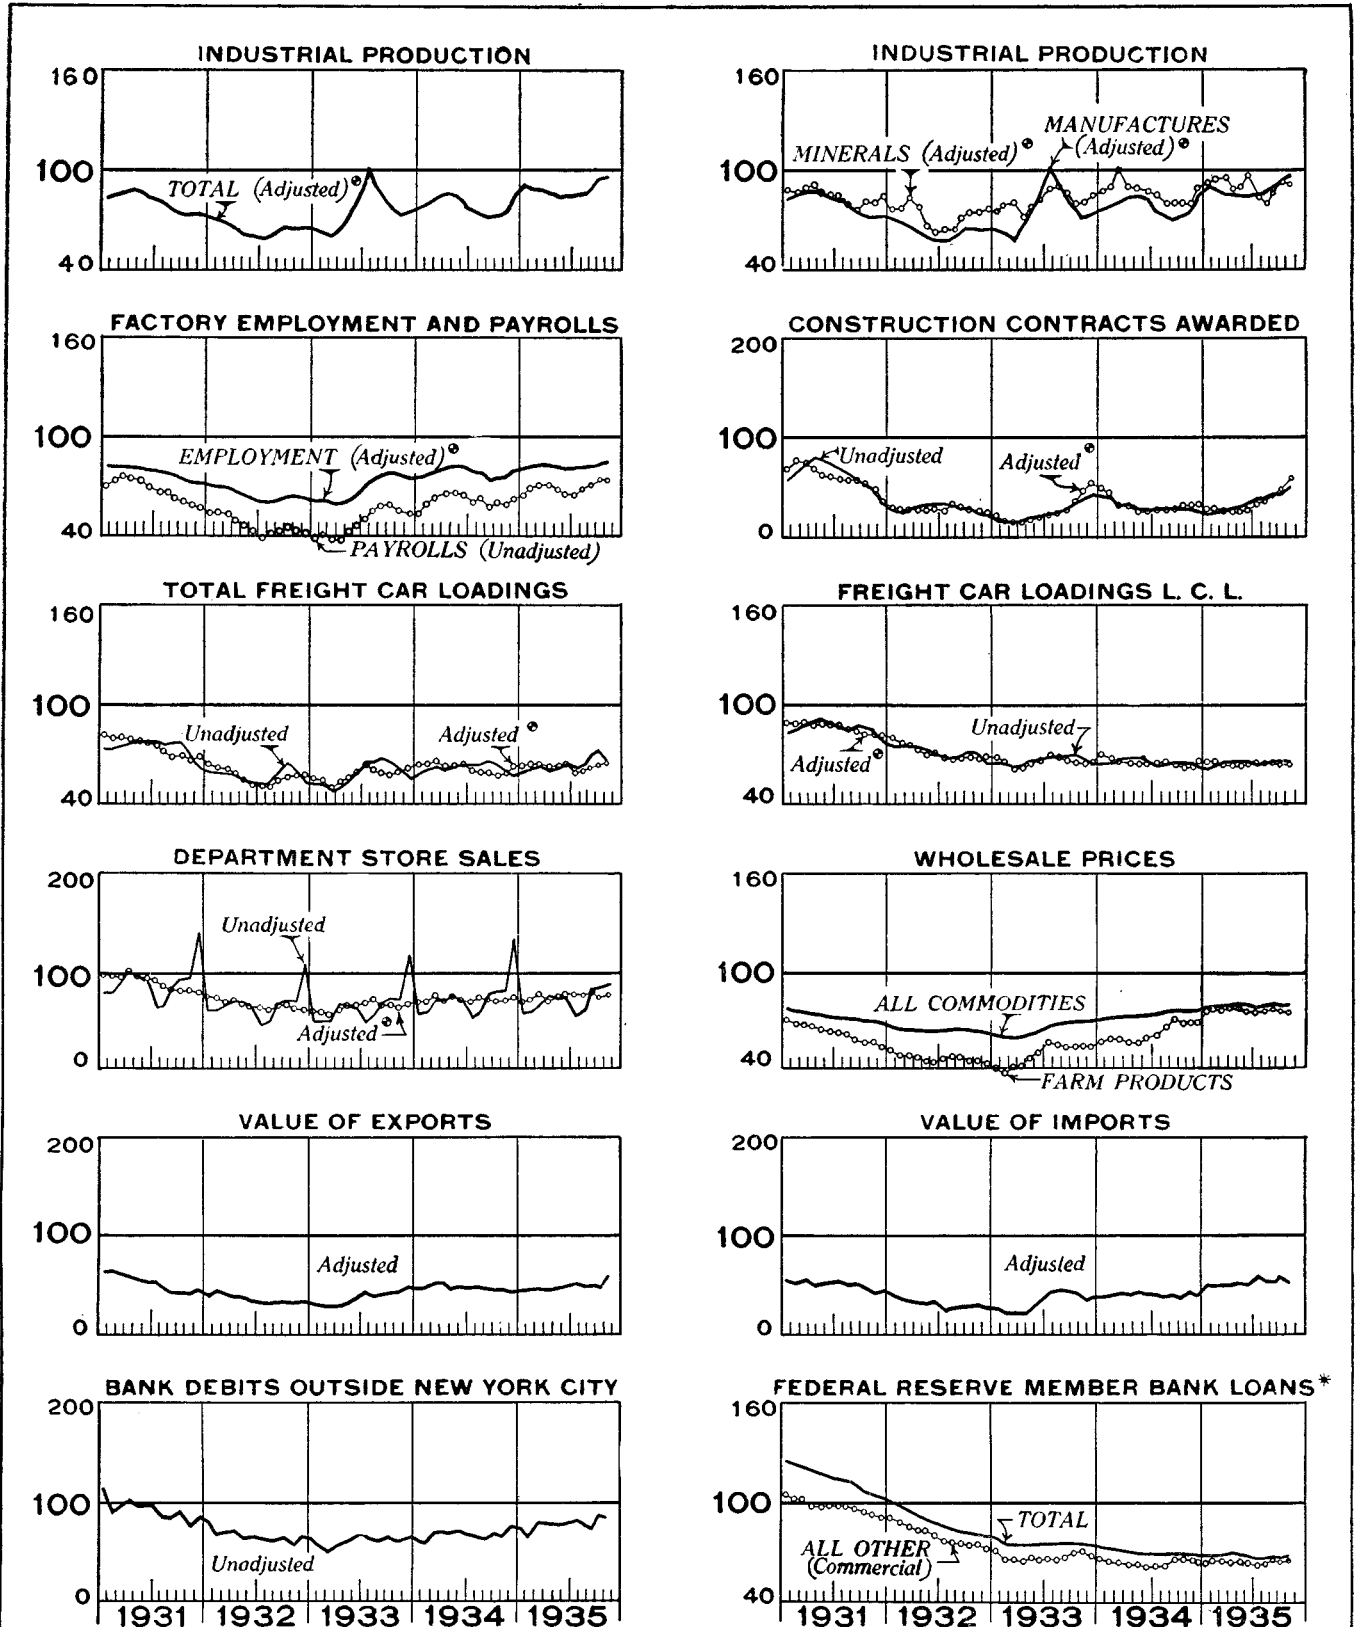 INDUSTRIAL PRODUCTION
160
100
40
TOTAL (Adjusted)
INDUSTRIAL PRODUCTION
160
100
40
MANUFACTURES
(Adjusted)
MINERALS (Adjusted)
FACTORY EMPLOYMENT AND PAYROLLS
160
100
40
EMPLOYMENT (Adjusted)
PAYROLLS (Unadjusted)
CONSTRUCTION CONTRACTS AWARDED
200
100
0
Unadjusted
Adjusted
TOTAL FREIGHT CAR LOADINGS
160
100
40
Unadjusted
Adjusted
FREIGHT CAR LOADINGS L. C. L.
160
100
40
Unadjusted
Adjusted
DEPARTMENT STORE SALES
200
100
0
Unadjusted
Adjusted
WHOLESALE PRICES
160
100
40
ALL COMMODITIES
FARM PRODUCTS
VALUE OF EXPORTS
200
100
0
Adjusted
VALUE OF IMPORTS
200
100
0
Adjusted
BANK DEBITS OUTSIDE NEW YORK CITY
200
100
0
Unadjusted
1931 1932 1933 1934 1935
FEDERAL RESERVE MEMBER BANK LOANS*
160
100
40
TOTAL
ALL OTHER
(Commercial)
1931 1932 1933 1934 1935